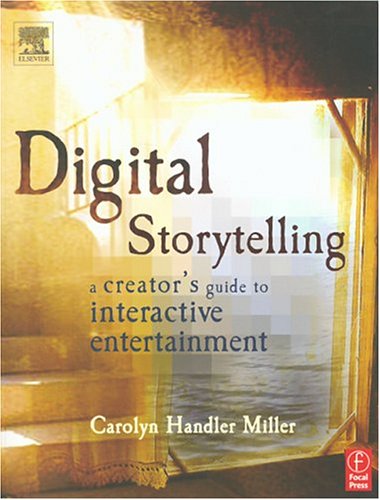 ELSEVIER
Digital
Storytelling
a creator's guide to
interactive
entertainment
Carolyn Handler Miller
f
Focal
Press